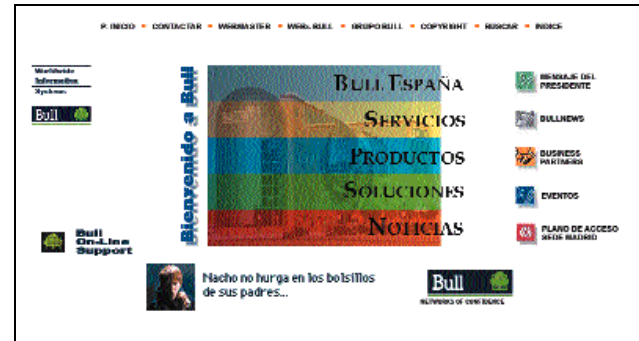 P. INICIO • CONTACTAR • WEBMASTER • WEBs BULL • GRUPO BULL • COPYRIGHT • BUSCAR • INDICE
Worldwide
Information
Systems
Bull
Bienvenido a Bull
BULL ESPAÑA
SERVICIOS
PRODUCTOS
SOLUCIONES
NOTICIAS
MENSAJE DEL
PRESIDENTE
BULLNEWS
BUSINESS
PARTNERS
EVENTOS
PLANO DE ACCESO
SEDE MADRID
Bull
On-Line
Support
Nacho no hurga en los bolsillos
de sus padres...
Bull
NETWORKS OF CONFIDENCE